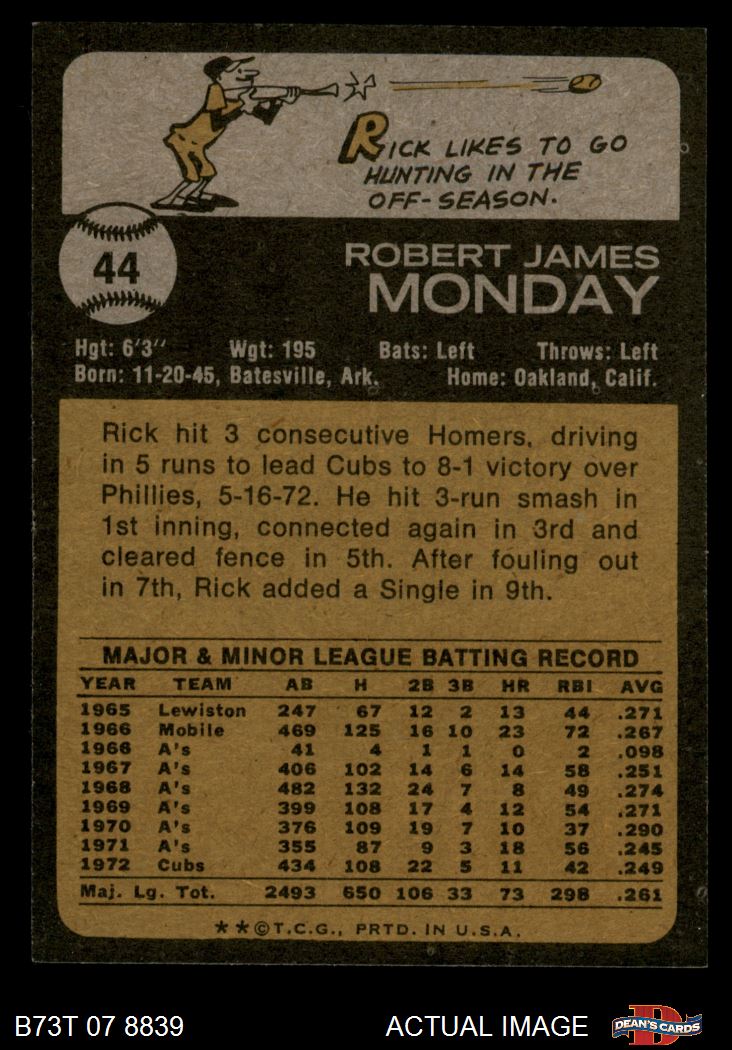 RICK LIKES TO GO
HUNTING IN THE
OFF-SEASON.
44
ROBERT JAMES
MONDAY
Hgt: 6'3" Wgt: 195 Bats: Left Throws: Left
Born: 11-20-45, Batesville, Ark. Home: Oakland, Calif.
Rick hit 3 consecutive Homers, driving
in 5 runs to lead Cubs to 8-1 victory over
Phillies, 5-16-72. He hit 3-run smash in
1st inning, connected again in 3rd and
cleared fence in 5th. After fouling out
in 7th, Rick added a Single in 9th.
MAJOR & MINOR LEAGUE BATTING RECORD
YEAR TEAM AB H 2B 3B HR RBI AVG
1965 Lewiston 247 67 12 2 13 44 .271
1966 Mobile 469 125 16 10 23 72 .267
1966 A's 41 4 1 1 0 2 .098
1967 A's 406 102 14 6 14 58 .251
1968 A's 482 132 24 7 8 49 .274
1969 A's 399 108 17 4 12 54 .271
1970 A's 376 109 19 7 10 37 .290
1971 A's 355 87 9 3 18 56 .245
1972 Cubs 434 108 22 5 11 42 .249
Maj. Lg. Tot. 2493 650 106 33 73 298 .261
**©T.C.G., PRTD. IN U.S.A.
B73T 07 8839 ACTUAL IMAGE D DEAN'S CARDS